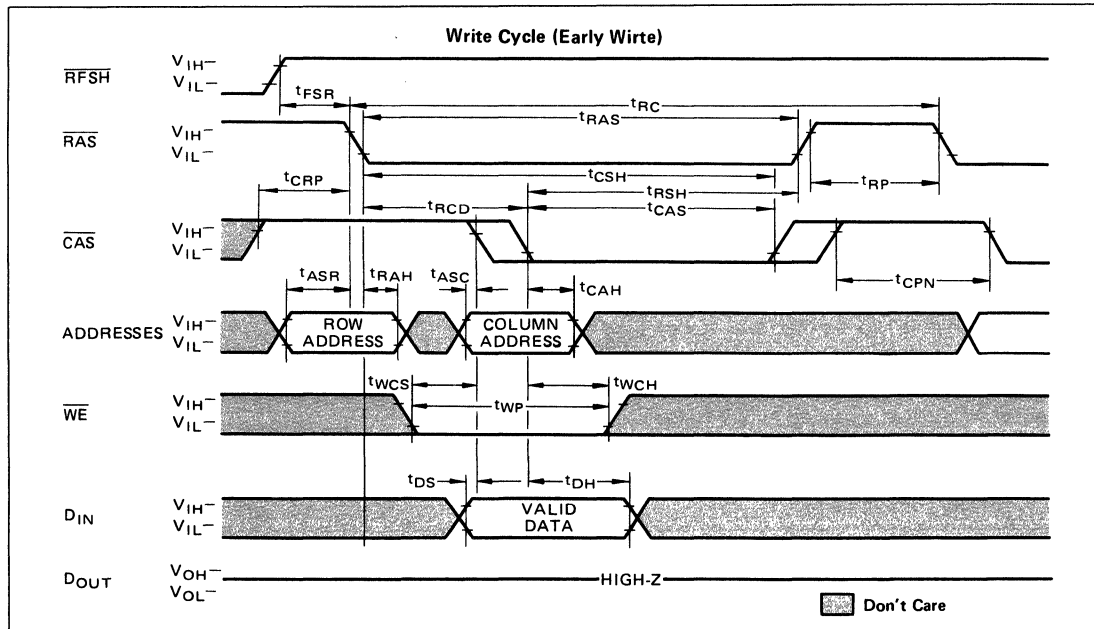 Write Cycle (Early Wirte)
RFSH
VIH
VIL
tFSR
tRC
tRAS
RAS
VIH
VIL
tCRP
tCSH
tRSH
tRP
tRCD
tCAS
CAS
VIH
VIL
tCPN
tASR
tRAH
tASC
tCAH
ADDRESSES
VIH
VIL
ROW
ADDRESS
COLUMN
ADDRESS
tWCS
tWCH
tWP
WE
VIH
VIL
tDS
tDH
DIN
VIH
VIL
VALID
DATA
DOUT
VOH
VOL
HIGH-Z
Don't Care